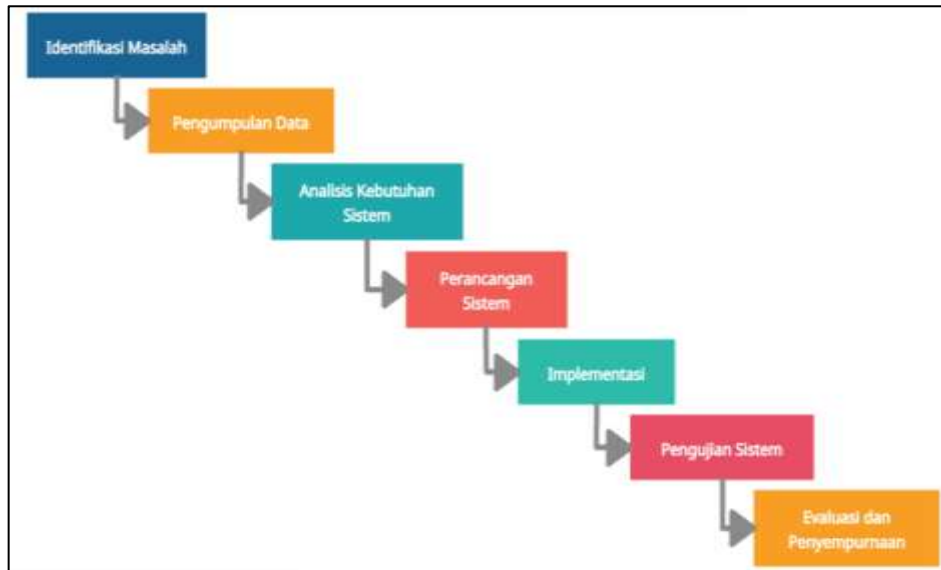 Identifikasi Masalah
Pengumpulan Data
Analisis Kebutuhan
Sistem
Perancangan
Sistem
Implementasi
Pengujian Sistem
Evaluasi dan
Penyempurnaan